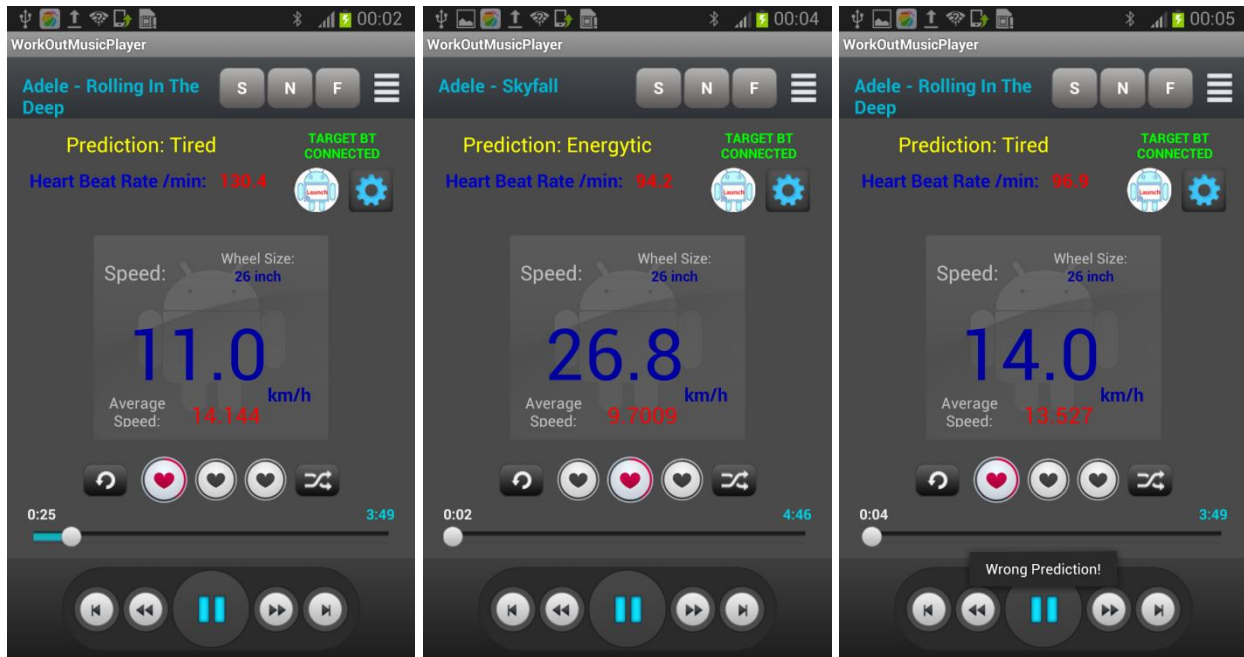 00:02
WorkOutMusicPlayer
Adele - Rolling In The
Deep
S N F
Prediction: Tired
TARGET BT
CONNECTED
Heart Beat Rate /min: 130.4
Launch
Speed:
Wheel Size:
26 inch
11.0
km/h
Average
Speed:
14.144
0:25
3:49
00:04
WorkOutMusicPlayer
Adele - Skyfall
S N F
Prediction: Energytic
TARGET BT
CONNECTED
Heart Beat Rate /min: 94.2
Launch
Speed:
Wheel Size:
26 inch
26.8
km/h
Average
Speed:
9.7009
0:02
4:46
00:05
WorkOutMusicPlayer
Adele - Rolling In The
Deep
S N F
Prediction: Tired
TARGET BT
CONNECTED
Heart Beat Rate /min: 96.9
Launch
Speed:
Wheel Size:
26 inch
14.0
km/h
Average
Speed:
13.527
0:04
3:49
Wrong Prediction!